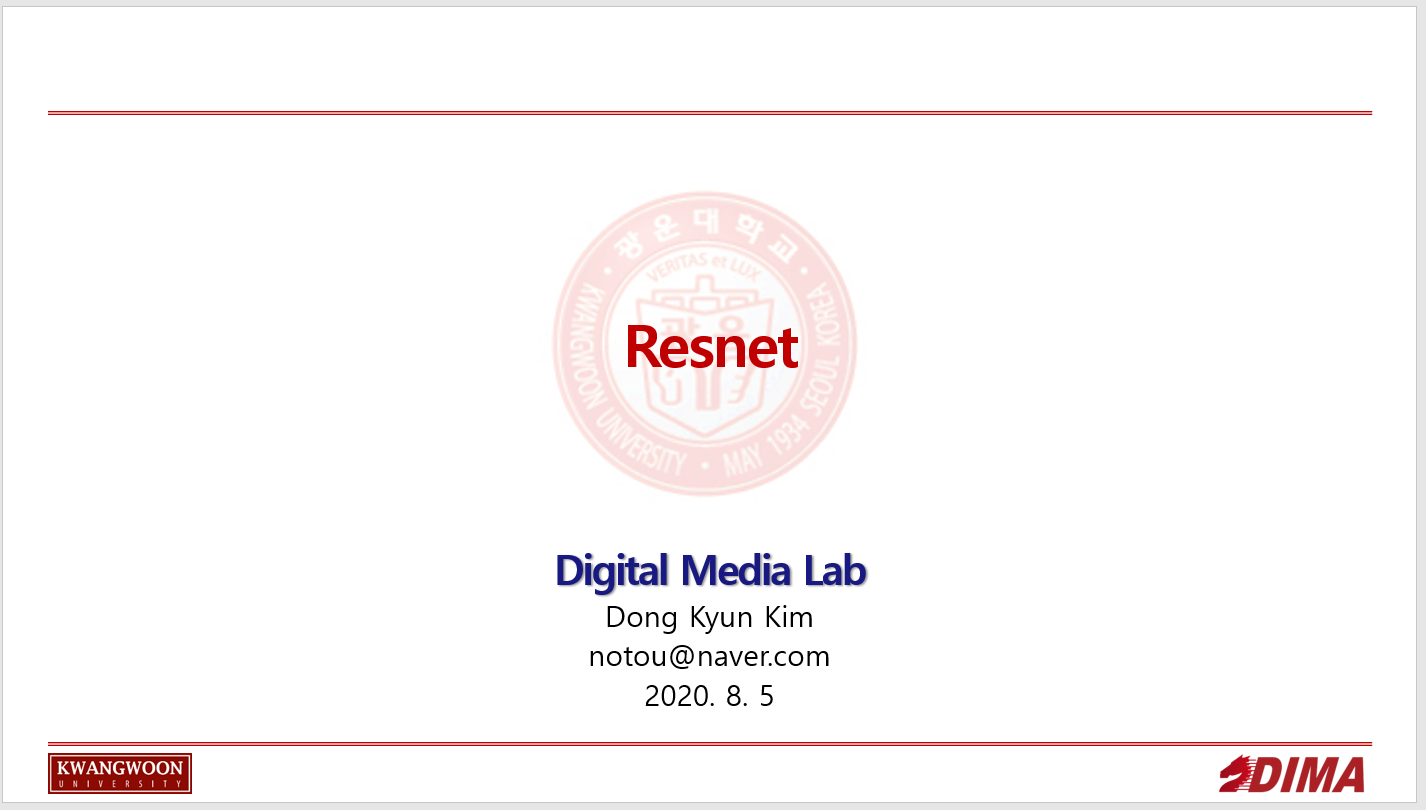 광운대학교
VERITAS et LUX
KWANGWOON UNIVERSITY • MAY 1934 SEOUL KOREA
광운
Resnet
Digital Media Lab
Dong Kyun Kim
notou@naver.com
2020. 8. 5
KWANGWOON
UNIVERSITY
DIMA